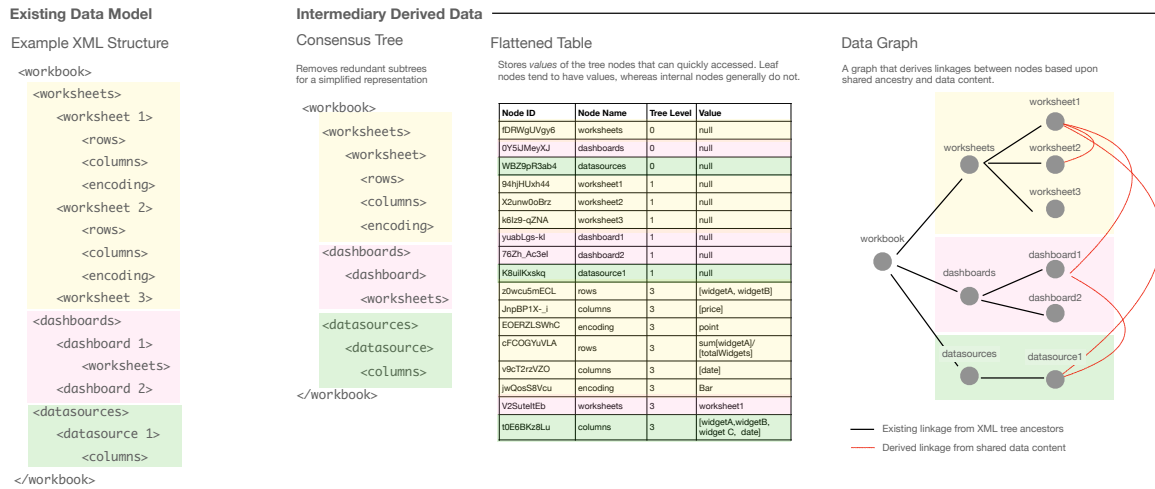 Existing Data Model
Example XML Structure
<workbook>
<worksheets>
<worksheet 1>
<rows>
<columns>
<encoding>
<worksheet 2>
<rows>
<columns>
<encoding>
<worksheet 3>
<dashboards>
<dashboard 1>
<worksheets>
<dashboard 2>
<datasources>
<datasource 1>
<columns>
</workbook>
Intermediary Derived Data
Consensus Tree
Removes redundant subtrees
for a simplified representation
<workbook>
<worksheets>
<worksheet>
<rows>
<columns>
<encoding>
<dashboards>
<dashboard>
<worksheets>
<datasources>
<datasource>
<columns>
</workbook>
Flattened Table
Stores values of the tree nodes that can quickly accessed. Leaf
nodes tend to have values, whereas internal nodes generally do not.
Node ID Node Name Tree Level Value
fDRWgUVgy6 worksheets 0 null
0Y5iJMeyXJ dashboards 0 null
WBZ9pR3ab4 datasources 0 null
94hjHUxh44 worksheet1 1 null
X2unw0oBrz worksheet2 1 null
k6Iz9-qZNA worksheet3 1 null
yuabLgs-kl dashboard1 1 null
76Zh_Ac3eI dashboard2 1 null
K8uilKxskq datasource1 1 null
z0wcu5mECL rows 3 [widgetA, widgetB]
JnpBP1X-_i columns 3 [price]
EOERZLSWhC encoding 3 point
cFCOGYuVLA rows 3 sum[widgetA]/
[totalWidgets]
v9cT2rzVZO columns 3 [date]
jwQosS8Vcu encoding 3 Bar
V2SuteItEb worksheets 3 worksheet1
t0E6BKz8Lu columns 3 [widgetA,widgetB,
widget C, date]
Data Graph
A graph that derives linkages between nodes based upon
shared ancestry and data content.
worksheet1
worksheets
worksheet2
worksheet3
workbook
dashboard1
dashboards
dashboard2
datasources
datasource1
Existing linkage from XML tree ancestors
Derived linkage from shared data content